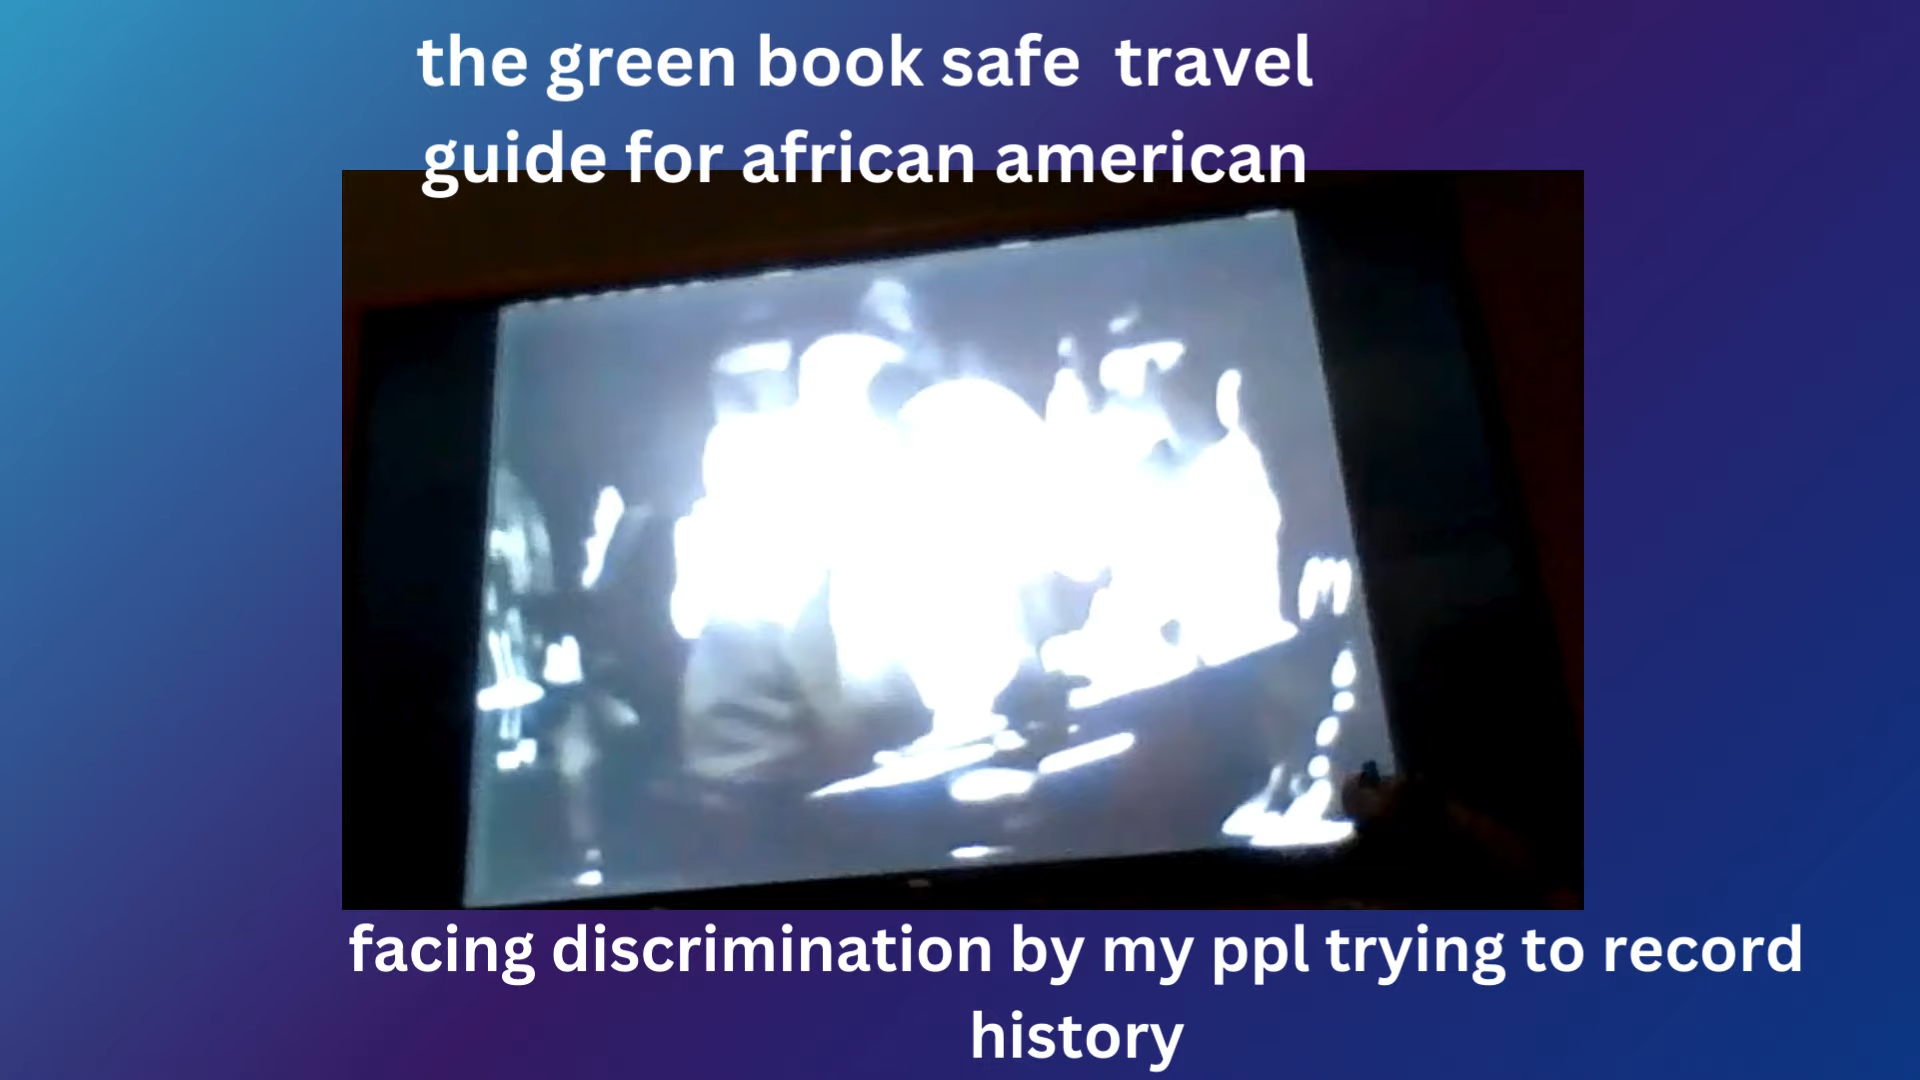 the green book safe  travel
guide for african american
facing discrimination by my ppl trying to record
history